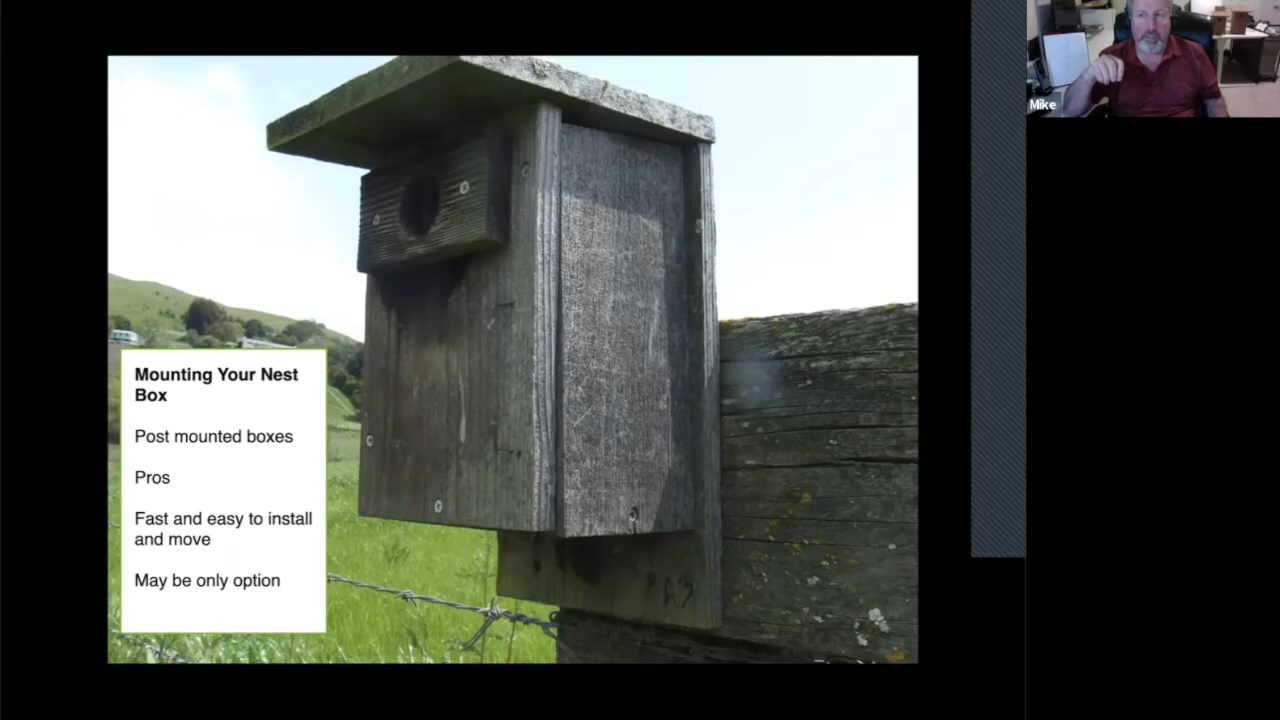 Mounting Your Nest
Box
Post mounted boxes
Pros
Fast and easy to install
and move
May be only option
Mike